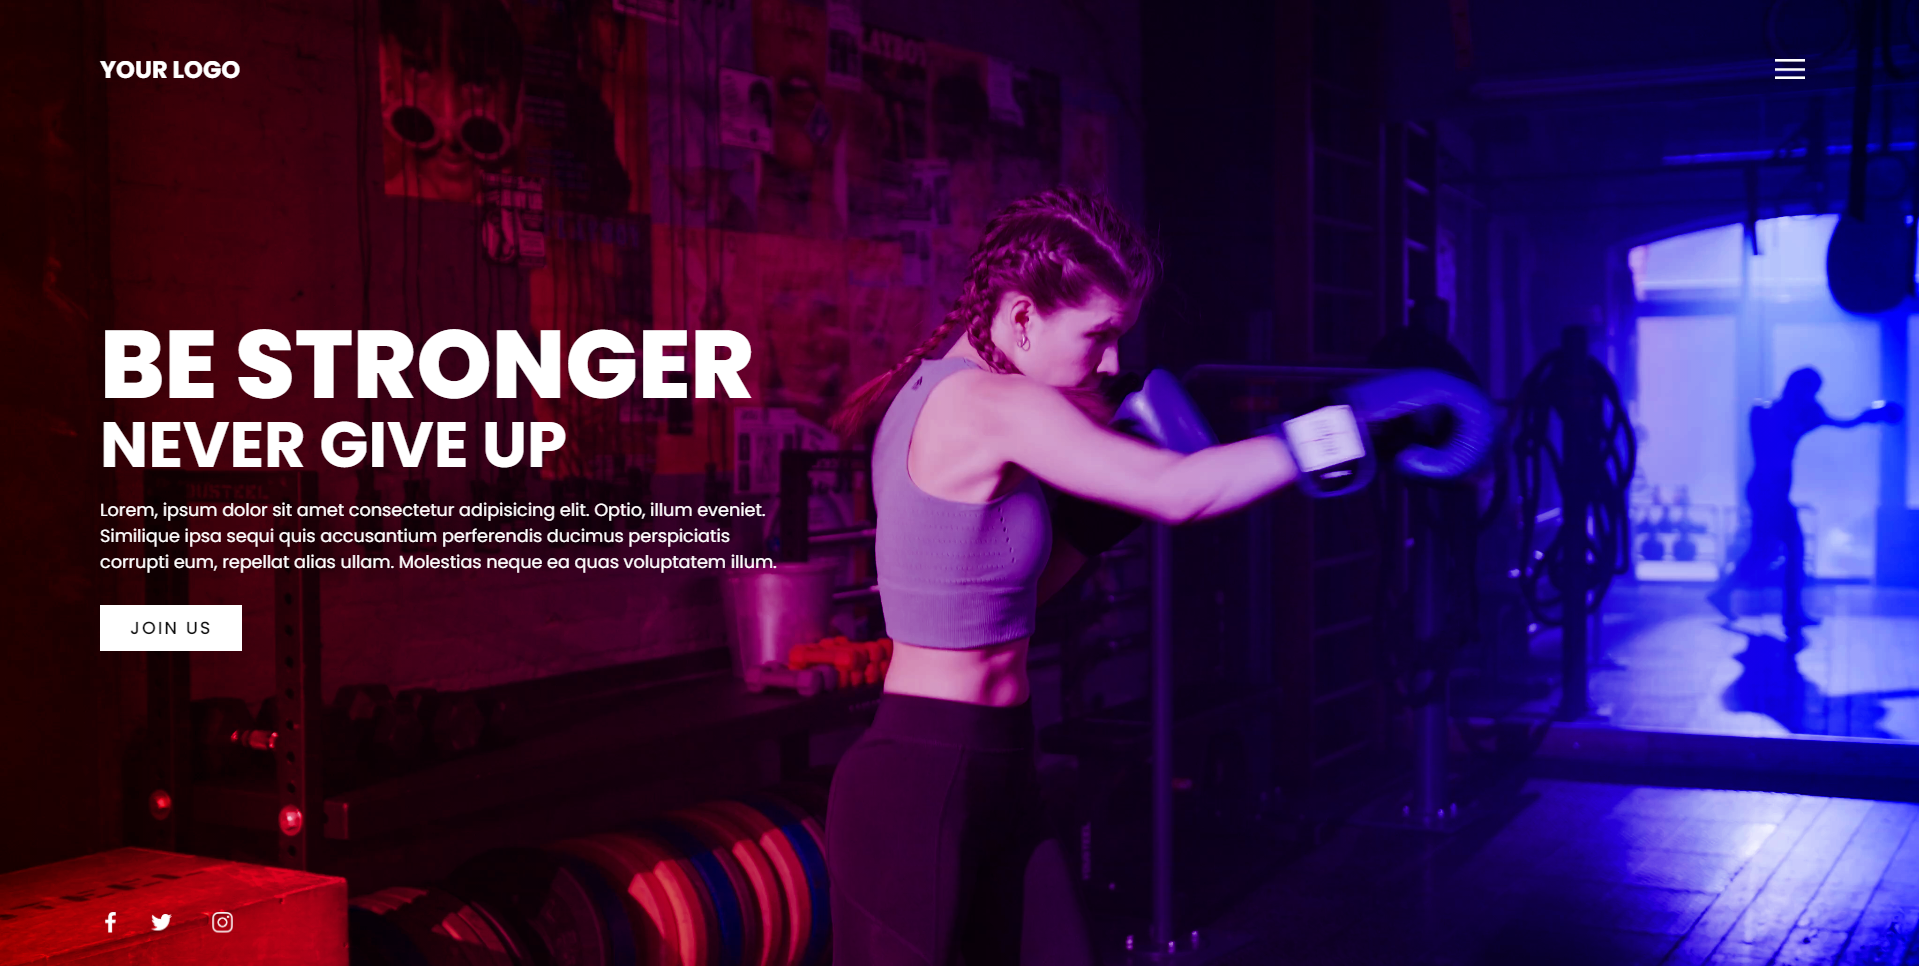 YOUR LOGO
BE STRONGER
NEVER GIVE UP
Lorem, ipsum dolor sit amet consectetur adipisicing elit. Optio, illum eveniet.
Similique ipsa sequi quis accusantium perferendis ducimus perspiciatis
corrupti eum, repellat alias ullam. Molestias neque ea quas voluptatem illum.
JOIN US